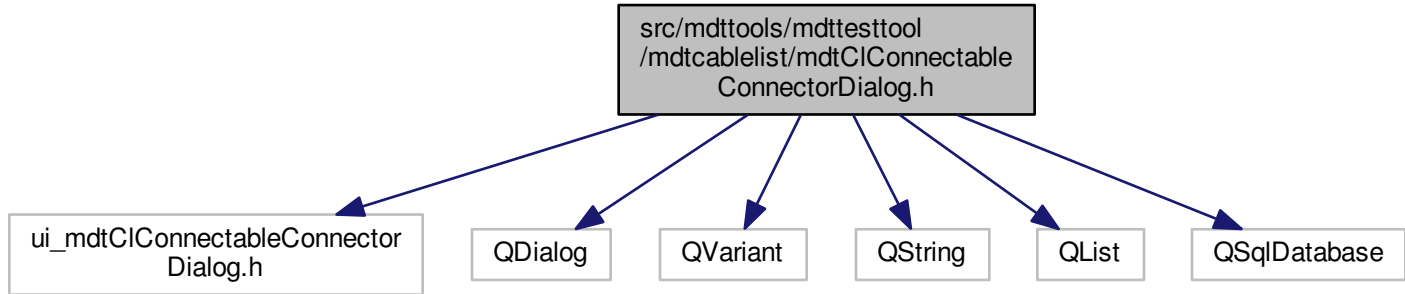 src/mdttools/mdttesttool
/mdtcablelist/mdtClConnectable
ConnectorDialog.h
ui_mdtClConnectableConnector
Dialog.h
QDialog
QVariant
QString
QList
QSqlDatabase